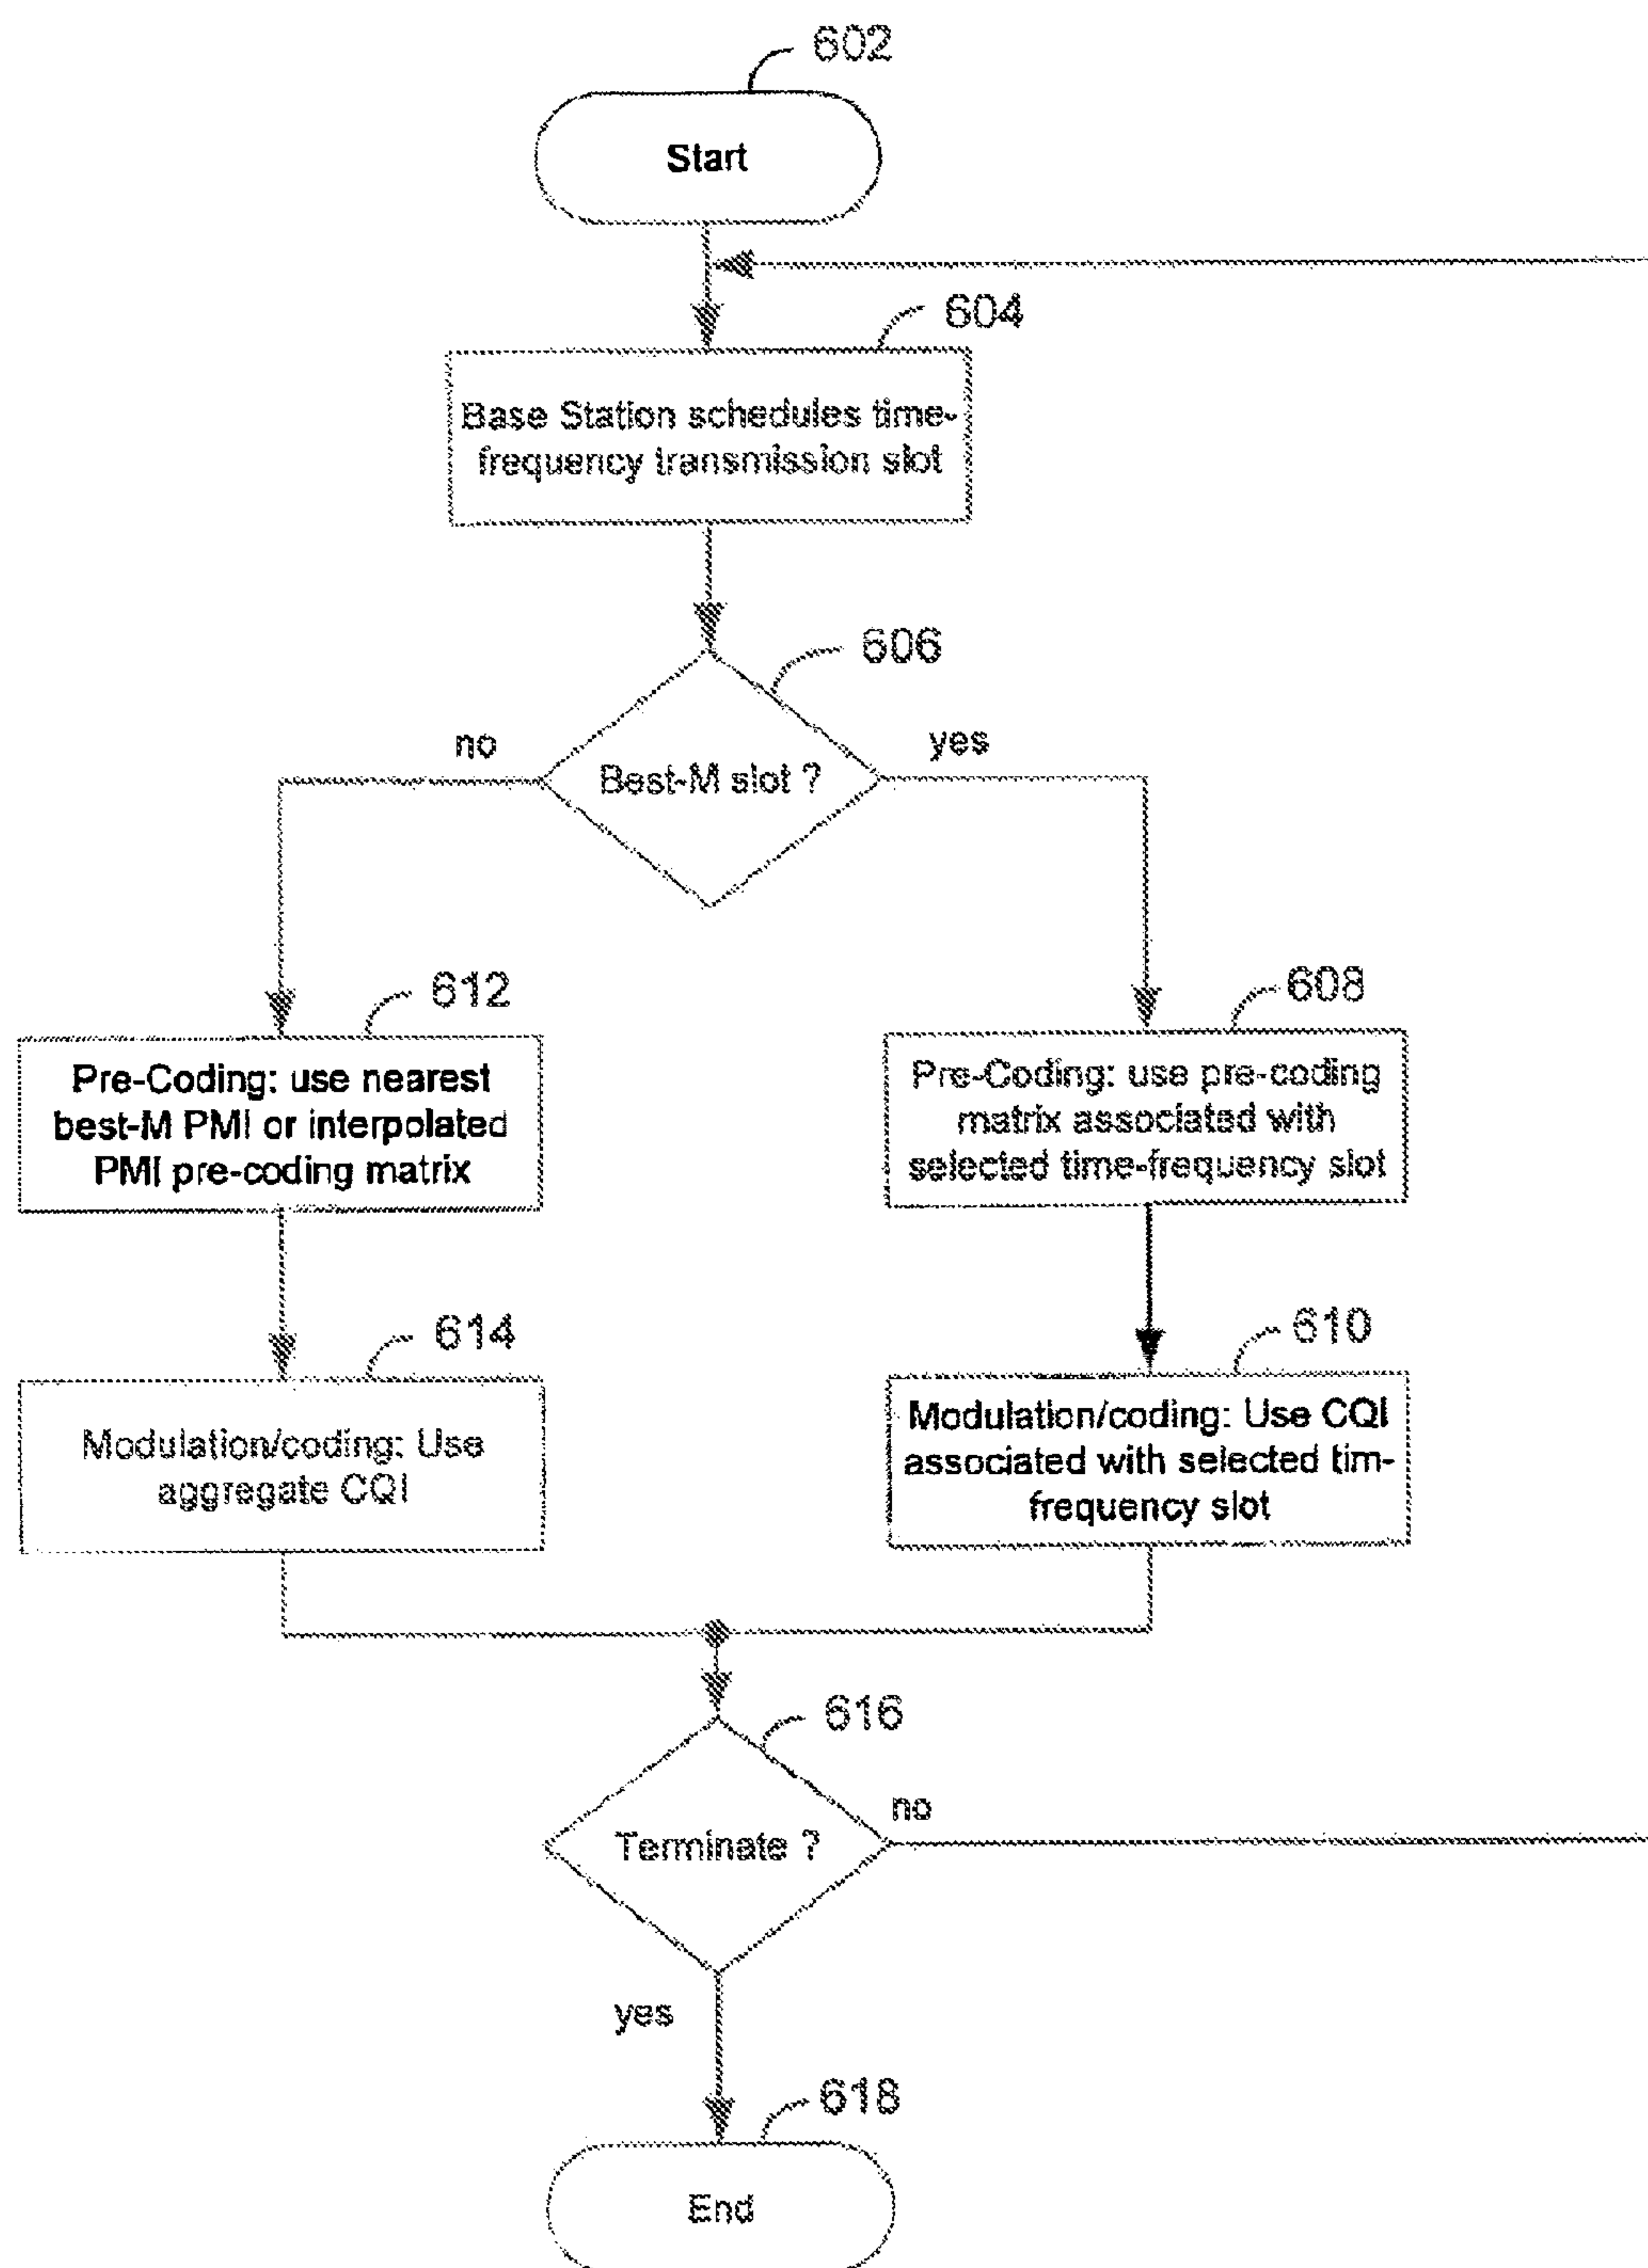 602
Start
604
Base Station schedules time-
frequency transmission slot
606
no
yes
Best-M slot ?
612
608
Pre-Coding: use nearest
best-M PMI or interpolated
PMI pre-coding matrix
Pre-Coding: use pre-coding
matrix associated with
selected time-frequency slot
614
610
Modulation/coding: Use
aggregate CQI
Modulation/coding: Use CQI
associated with selected tim-
frequency slot
616
no
Terminate ?
yes
618
End